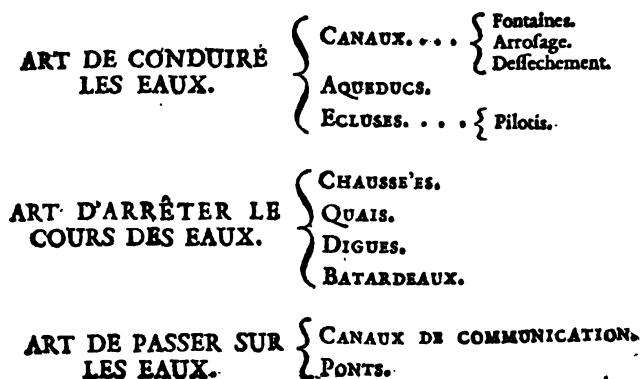 ART DE CONDUIRE
LES EAUX.
CANAUX. . . .
Fontaines.
Arroſage.
Deſſechement.
AQUEDUCS.
ECLUSES. . . . .
Pilotis.
ART D'ARRÊTER LE
COURS DES EAUX.
CHAUSSE'ES.
QUAIS.
DIGUES.
BATARDEAUX.
ART DE PASSER SUR
LES EAUX.
CANAUX DE COMMUNICATION.
PONTS.